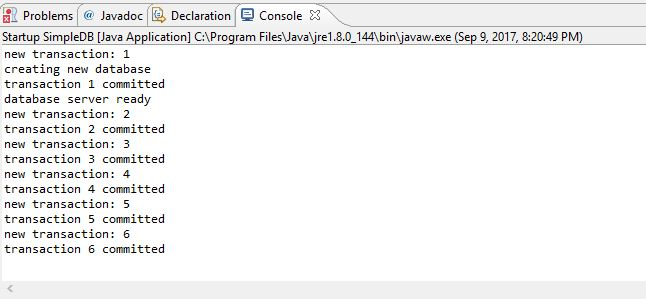 Problems @ Javadoc Declaration Console
Startup SimpleDB [Java Application] C:\Program Files\Java\jre1.8.0_144\bin\javaw.exe (Sep 9, 2017, 8:20:49 PM)
new transaction: 1
creating new database
transaction 1 committed
database server ready
new transaction: 2
transaction 2 committed
new transaction: 3
transaction 3 committed
new transaction: 4
transaction 4 committed
new transaction: 5
transaction 5 committed
new transaction: 6
transaction 6 committed